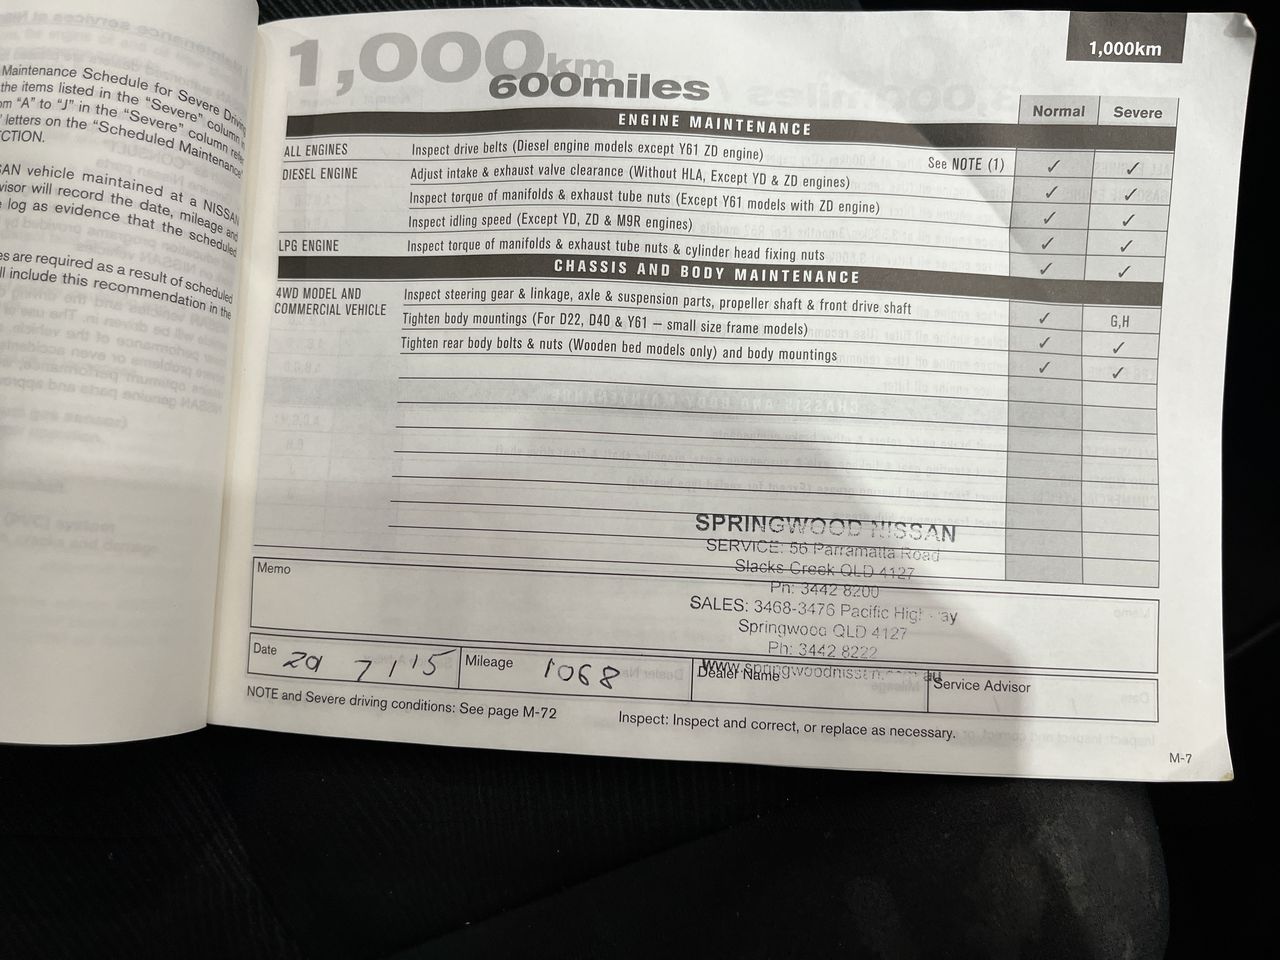 Maintenance Schedule for Severe Driving
the items listed in the "Severe" column
om "A" to "J" in the "Severe" column
letters on the "Scheduled Maintenance"
CTION.
SAN vehicle maintained at a NISSAN
visor will record the date, mileage and
log as evidence that the scheduled
es are required as a result of scheduled
ll include this recommendation in the
1,000km
600miles
1,000km
Normal Severe
ENGINE MAINTENANCE
ALL ENGINES Inspect drive belts (Diesel engine models except Y61 ZD engine) See NOTE (1) ✓ ✓
DIESEL ENGINE Adjust intake & exhaust valve clearance (Without HLA, Except YD & ZD engines) ✓ ✓
Inspect torque of manifolds & exhaust tube nuts (Except Y61 models with ZD engine) ✓ ✓
Inspect idling speed (Except YD, ZD & M9R engines) ✓ ✓
LPG ENGINE Inspect torque of manifolds & exhaust tube nuts & cylinder head fixing nuts ✓ ✓
CHASSIS AND BODY MAINTENANCE
4WD MODEL AND
COMMERCIAL VEHICLE
Inspect steering gear & linkage, axle & suspension parts, propeller shaft & front drive shaft ✓ G,H
Tighten body mountings (For D22, D40 & Y61 – small size frame models) ✓ ✓
Tighten rear body bolts & nuts (Wooden bed models only) and body mountings ✓ ✓
SPRINGWOOD NISSAN
SERVICE: 56 Parramatta Road
Slacks Creek QLD 4127
Ph: 3442 8200
SALES: 3468-3476 Pacific Highway
Springwood QLD 4127
Ph: 3442 8222
www.springwoodnissan.com.au
Memo
Date 29 7 15 Mileage 1068 Dealer Name Service Advisor
NOTE and Severe driving conditions: See page M-72
Inspect: Inspect and correct, or replace as necessary.
M-7